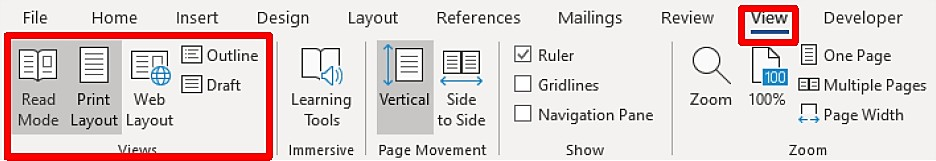 File Home Insert Design Layout References Mailings Review View Developer
Read Mode
Print Layout
Web Layout
Outline
Draft
Views
Learning Tools
Immersive
Vertical
Side to Side
Page Movement
Ruler
Gridlines
Navigation Pane
Show
Zoom
100
100%
One Page
Multiple Pages
Page Width
Zoom